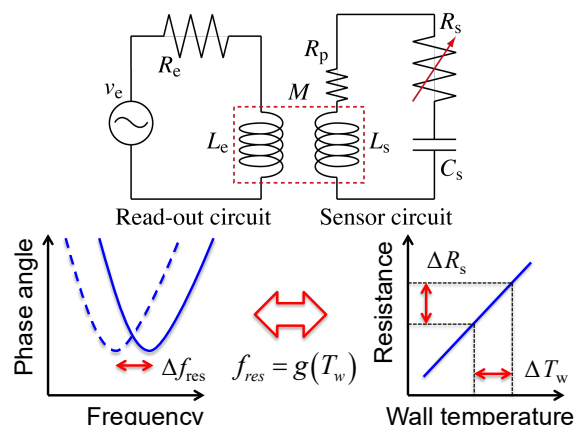 R_e
v_e
L_e
M
R_p
R_s
L_s
C_s
Read-out circuit
Sensor circuit
Phase angle
Δf_res
Frequency
f_res = g(T_w)
Resistance
ΔR_s
ΔT_w
Wall temperature